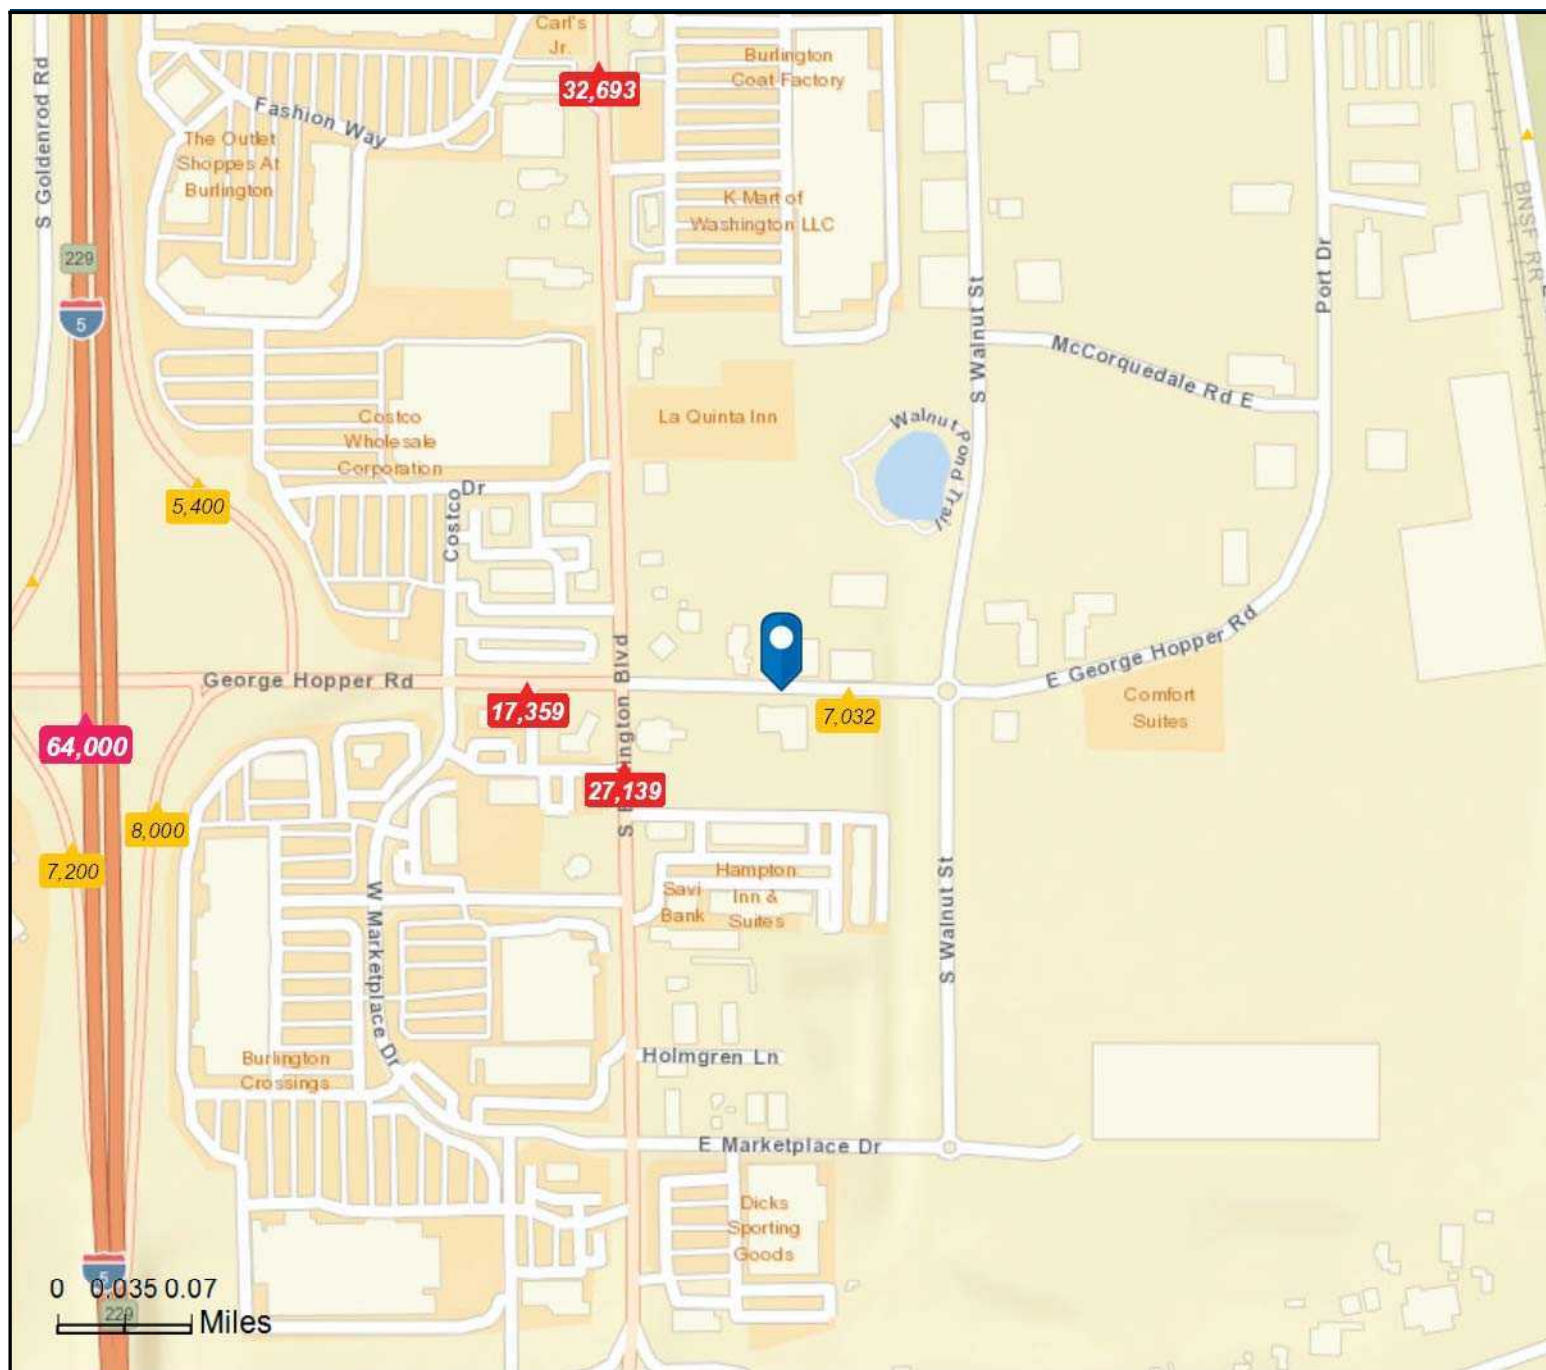 Carl's
Jr.
32,693
Burlington
Coat Factory
S Goldenrod Rd
Fashion Way
The Outlet
Shoppes At
Burlington
K Mart of
Washington LLC
BNSF RR
229
5
Port Dr
S Walnut St
McCorquedale Rd E
La Quinta Inn
Costco
Wholesale
Corporation
Walnut Pond Trail
Costco Dr
5,400
E George Hopper Rd
George Hopper Rd
S Burlington Blvd
17,359
7,032
Comfort
Suites
64,000
27,139
8,000
7,200
Hampton
Inn &
Suites
Savi
Bank
W Marketplace Dr
S Walnut St
Burlington
Crossings
Holmgren Ln
E Marketplace Dr
Dicks
Sporting
Goods
5
229
0 0.035 0.07
Miles